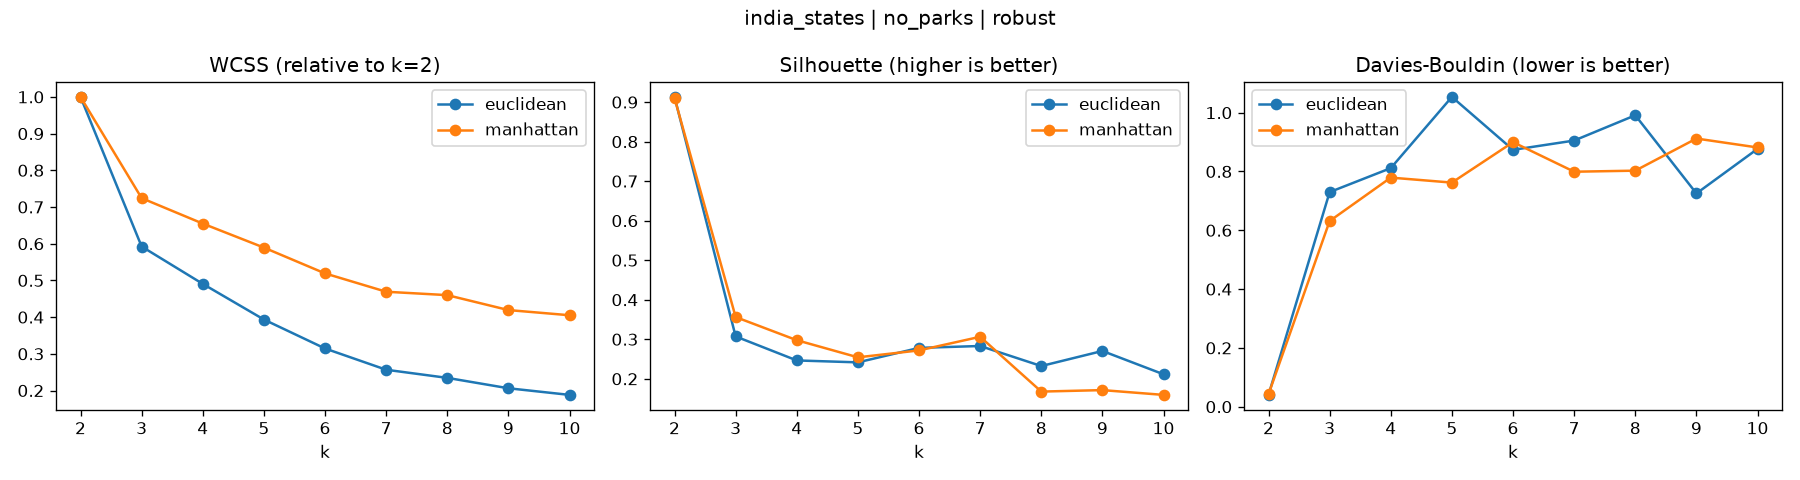 india_states | no_parks | robust
WCSS (relative to k=2)
1.0
0.9
0.8
0.7
0.6
0.5
0.4
0.3
0.2
2 3 4 5 6 7 8 9 10
k
euclidean
manhattan
Silhouette (higher is better)
0.9
0.8
0.7
0.6
0.5
0.4
0.3
0.2
2 3 4 5 6 7 8 9 10
k
euclidean
manhattan
Davies-Bouldin (lower is better)
1.0
0.8
0.6
0.4
0.2
0.0
2 3 4 5 6 7 8 9 10
k
euclidean
manhattan